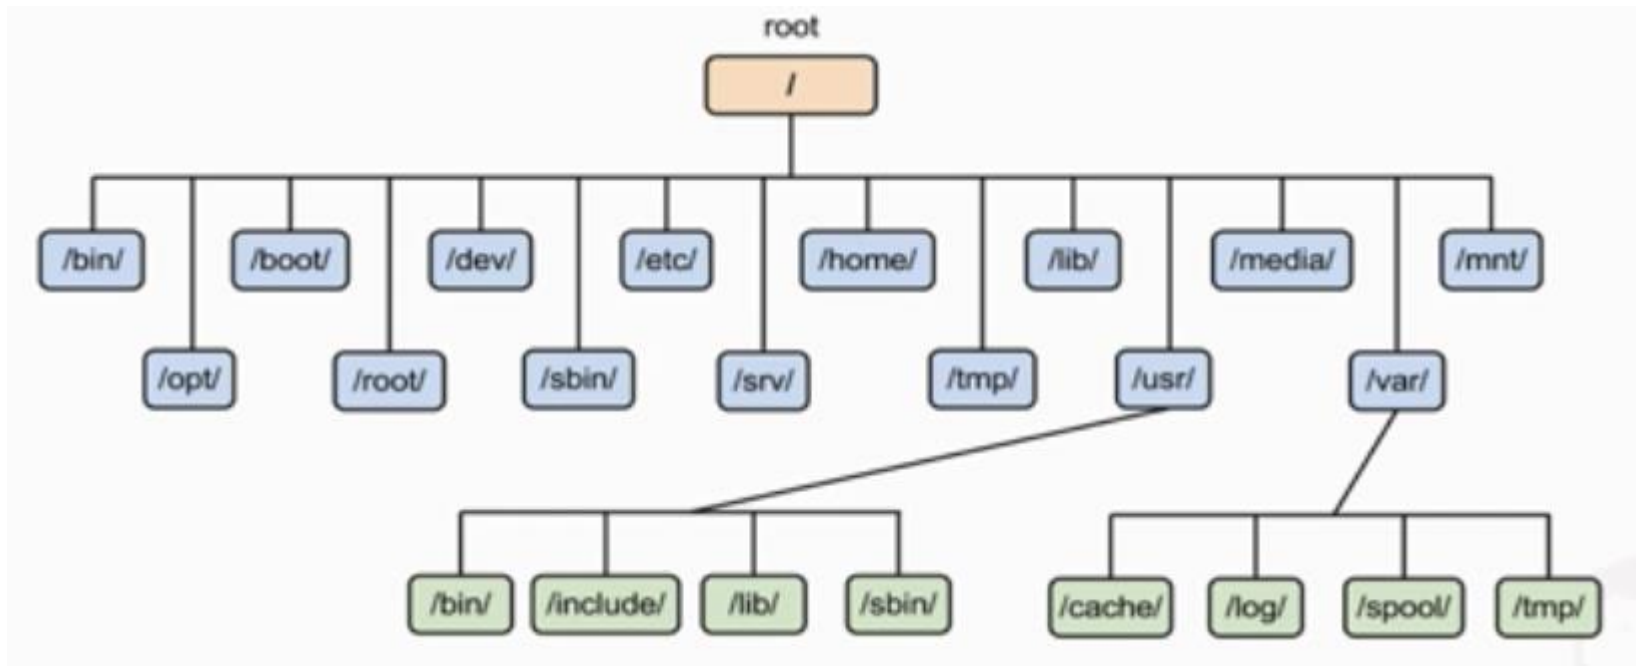 root
/
/bin/
/boot/
/dev/
/etc/
/home/
/lib/
/media/
/mnt/
/opt/
/root/
/sbin/
/srv/
/tmp/
/usr/
/var/
/bin/
/include/
/lib/
/sbin/
/cache/
/log/
/spool/
/tmp/